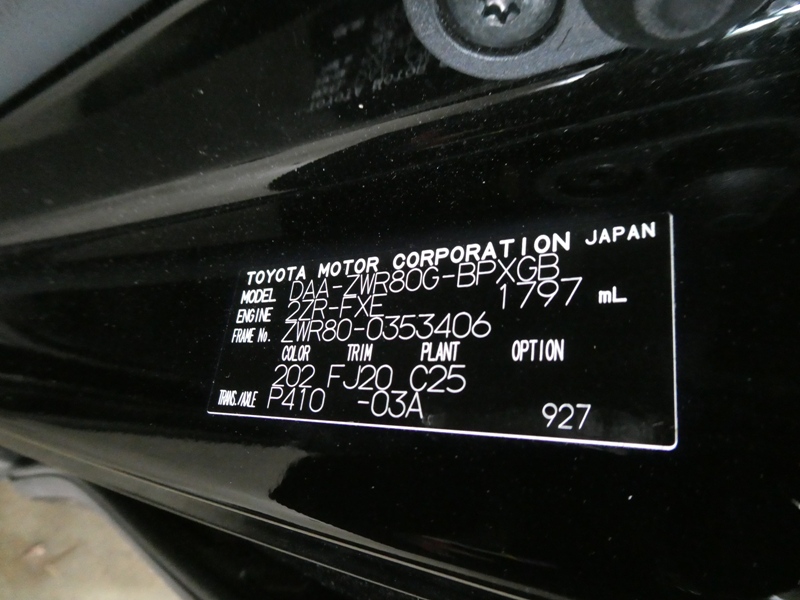 TOYOTA MOTOR CORPORATION JAPAN
MODEL DAA-ZWR80G-BPXGB
ENGINE 2ZR-FXE 1797 mL
FRAME No. ZWR80-0353406
COLOR TRIM PLANT OPTION
202 FJ20 C25
TRANS./AXLE P410 -03A
927